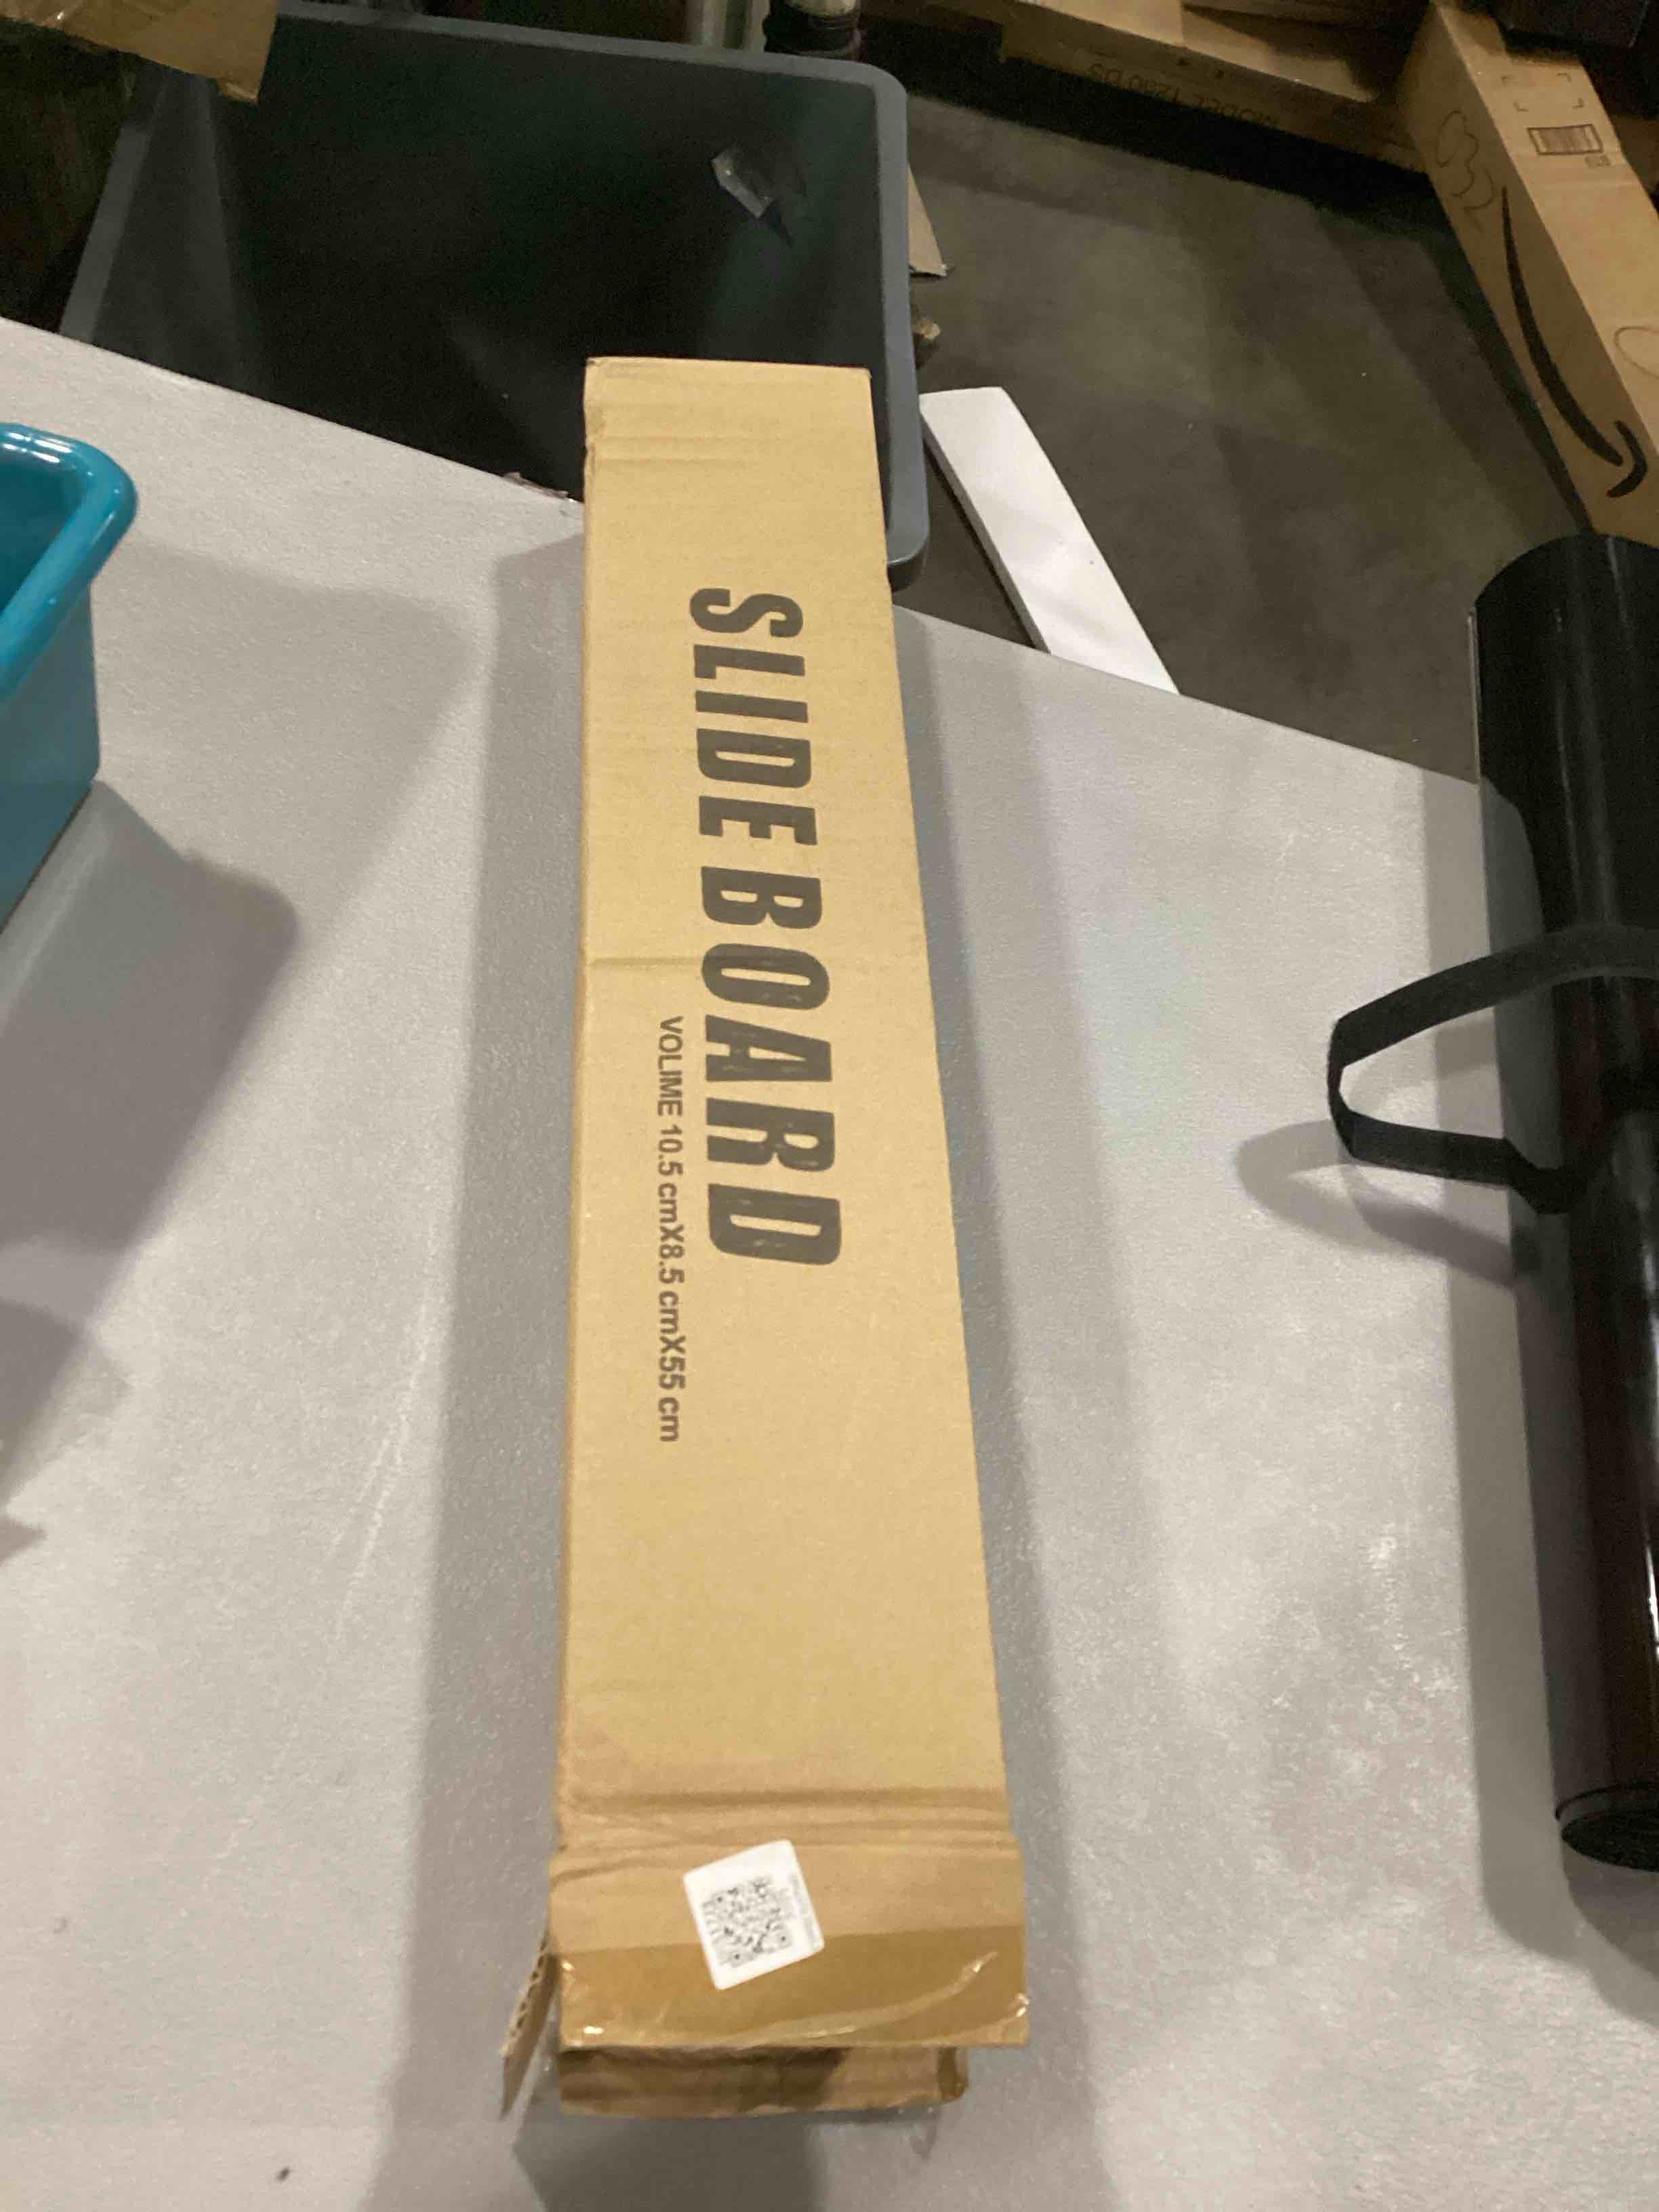 SLIDE BOARD
VOLIME 10.5 cmX8.5 cmX55 cm